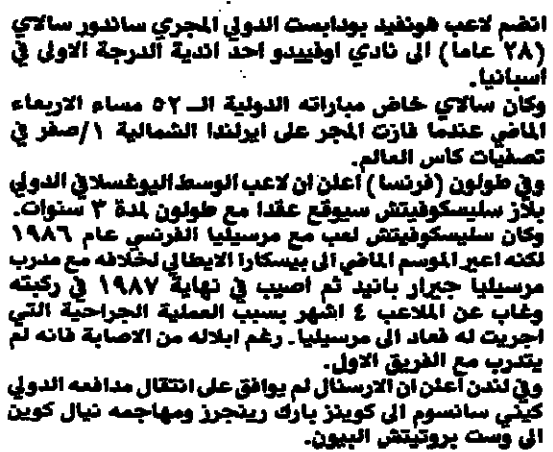 انضم لاعب هونفيد بودابست الدولي المجري ساندور سالاي
(٢٨ عاما) الى نادي اوفييدو احد اندية الدرجة الاولى في
اسبانيا.
وكان سالاي خاض مباراته الدولية الـ ٥٢ مساء الاربعاء
الماضي عندما فازت المجر على ايرلندا الشمالية ١/صفر في
تصفيات كاس العالم.
وفي طولون (فرنسا) اعلن ان لاعب الوسط اليوغسلافي الدولي
بلاز سليسكوفيتش سيوقع عقدا مع طولون لمدة ٣ سنوات.
وكان سليسكوفيتش لعب مع مرسيليا الفرنسي عام ١٩٨٦
لكنه اعير الموسم الماضي الى بيسكارا الايطالي لخلافه مع مدرب
مرسيليا جيرار بانيد ثم اصيب في نهاية ١٩٨٧ في ركبته
وغاب عن الملاعب ٤ اشهر بسبب العملية الجراحية التي
اجريت له فعاد الى مرسيليا. رغم ابلاله من الاصابة فانه لم
يتدرب مع الفريق الاول.
وفي لندن اعلن ان الارسنال لم يوافق على انتقال مدافعه الدولي
كيني سانسوم الى كوينز بارك رينجرز ومهاجمه نيال كوين
الى وست بروتيتش البيون.